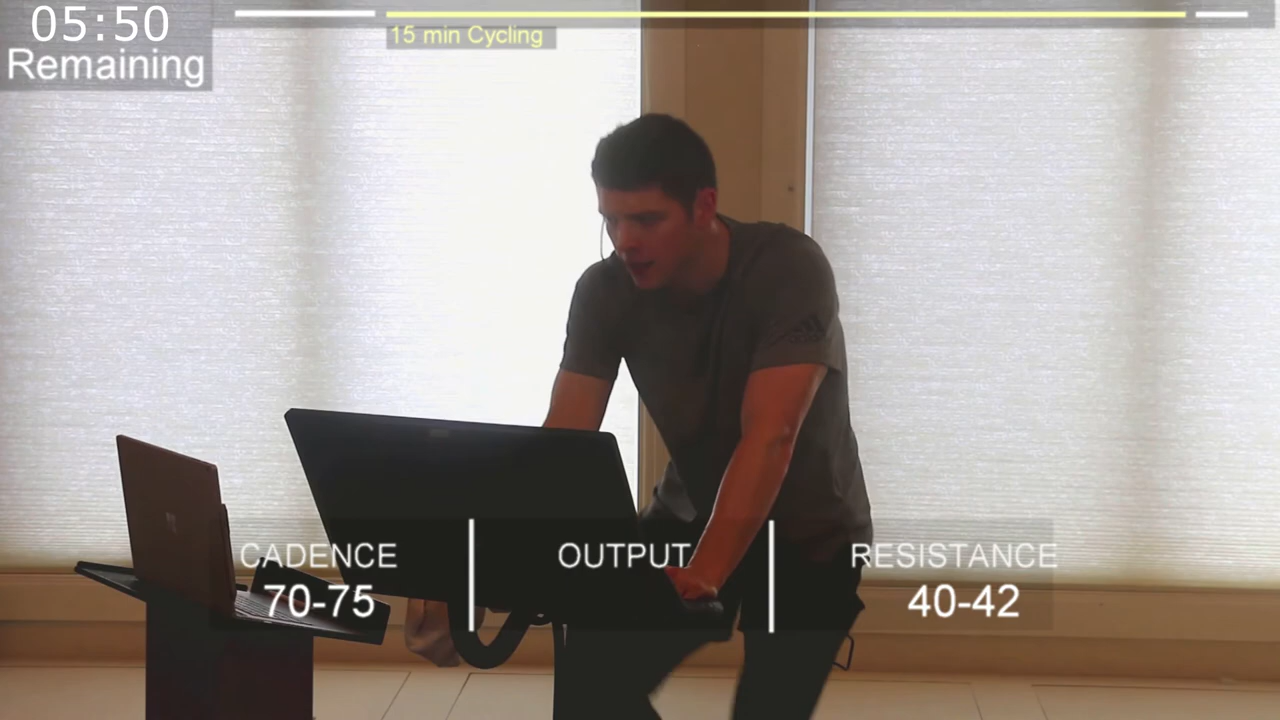 05:50
Remaining
15 min Cycling
CADENCE
70-75
OUTPUT
RESISTANCE
40-42